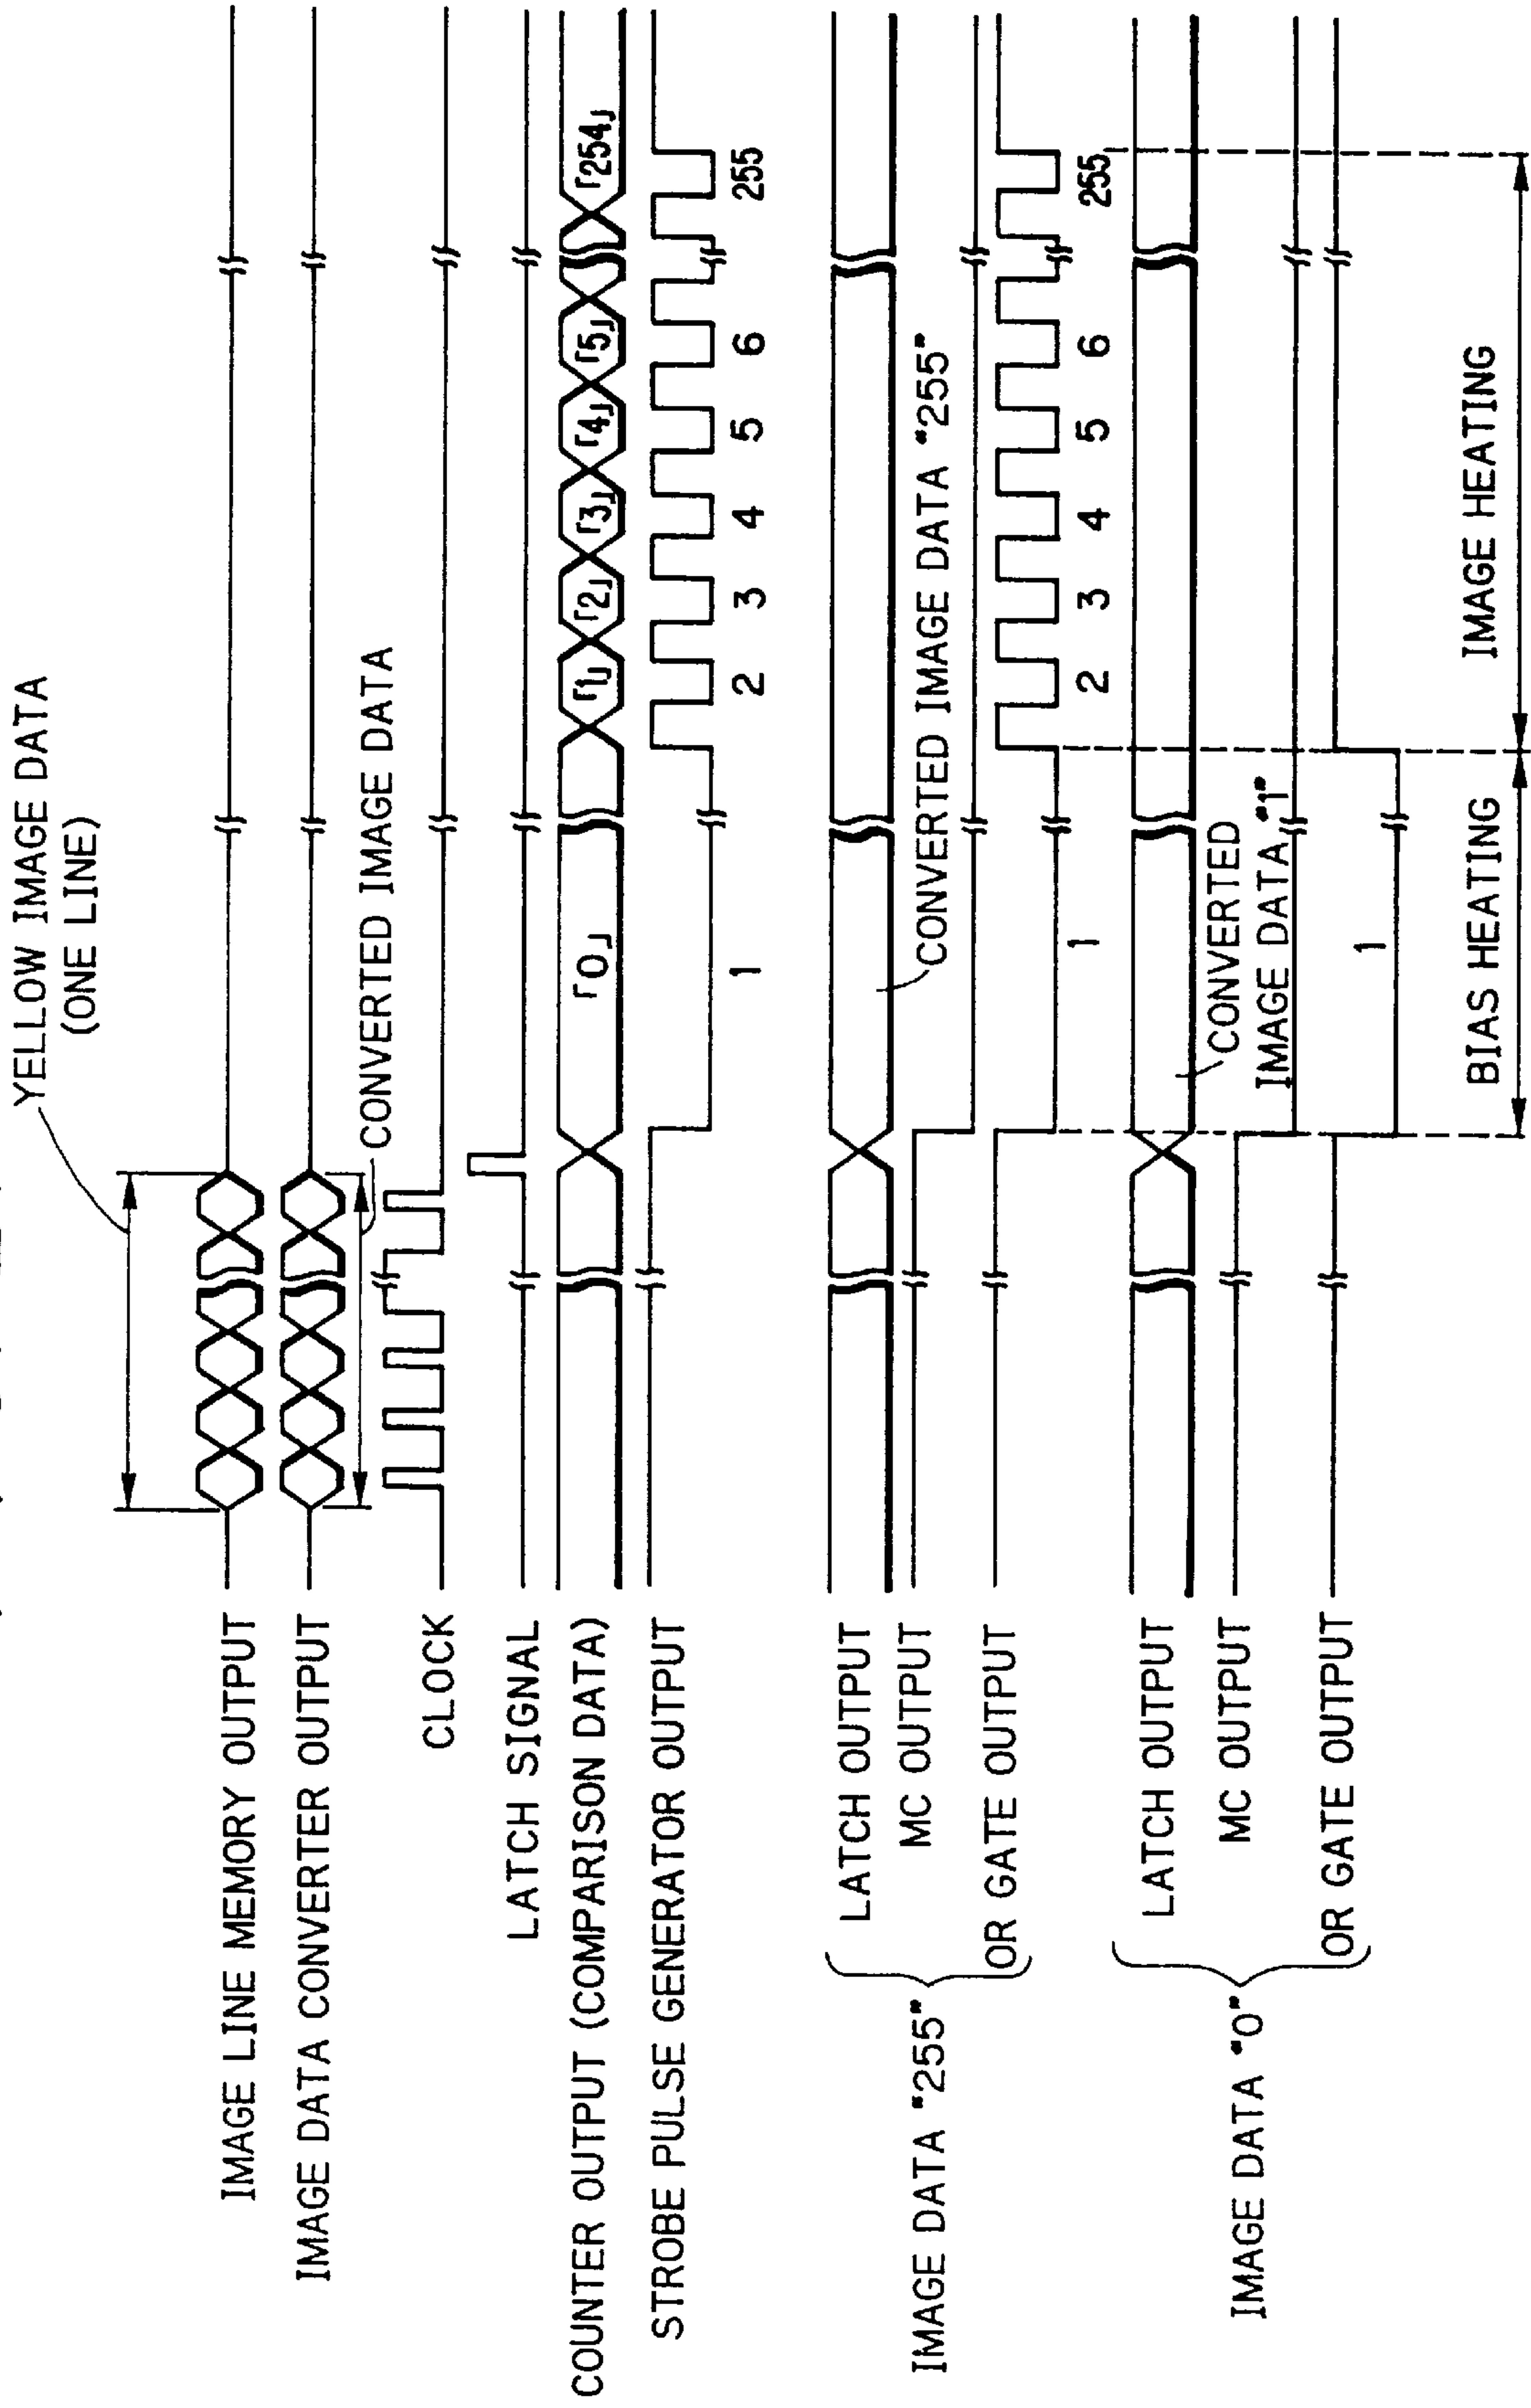 YELLOW IMAGE DATA
(ONE LINE)
IMAGE LINE MEMORY OUTPUT
IMAGE DATA CONVERTER OUTPUT
CONVERTED IMAGE DATA
CLOCK
LATCH SIGNAL
COUNTER OUTPUT (COMPARISON DATA)
「0」 「1」 「2」 「3」 「4」 「5」 「254」
STROBE PULSE GENERATOR OUTPUT
1 2 3 4 5 6 255
IMAGE DATA "255"
LATCH OUTPUT
CONVERTED IMAGE DATA "255"
MC OUTPUT
OR GATE OUTPUT
1 2 3 4 5 6 255
IMAGE DATA "0"
LATCH OUTPUT
CONVERTED
IMAGE DATA "1"
MC OUTPUT
OR GATE OUTPUT
1
BIAS HEATING
IMAGE HEATING